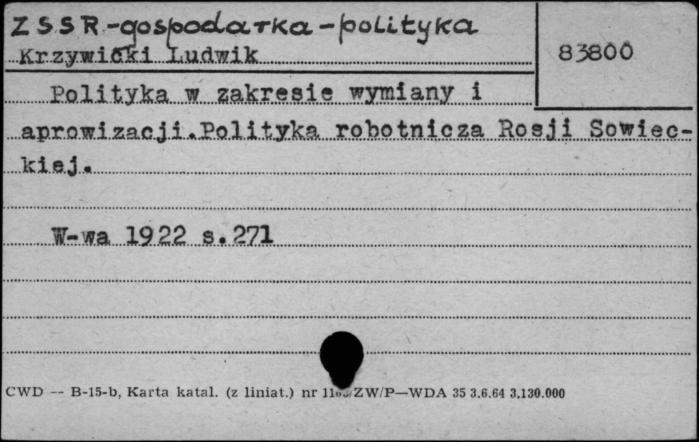 ZSSR-gospodarka-polityka
Krzywicki Ludwik
83800
Polityka w zakresie wymiany i
aprowizacji.Polityka robotnicza Rosji Sowiec-
kiej.
W-wa 1922 s.271
CWD — B-15-b, Karta katal. (z liniat.) nr ZW/P—WDA 35 3.6.64 3.130.000